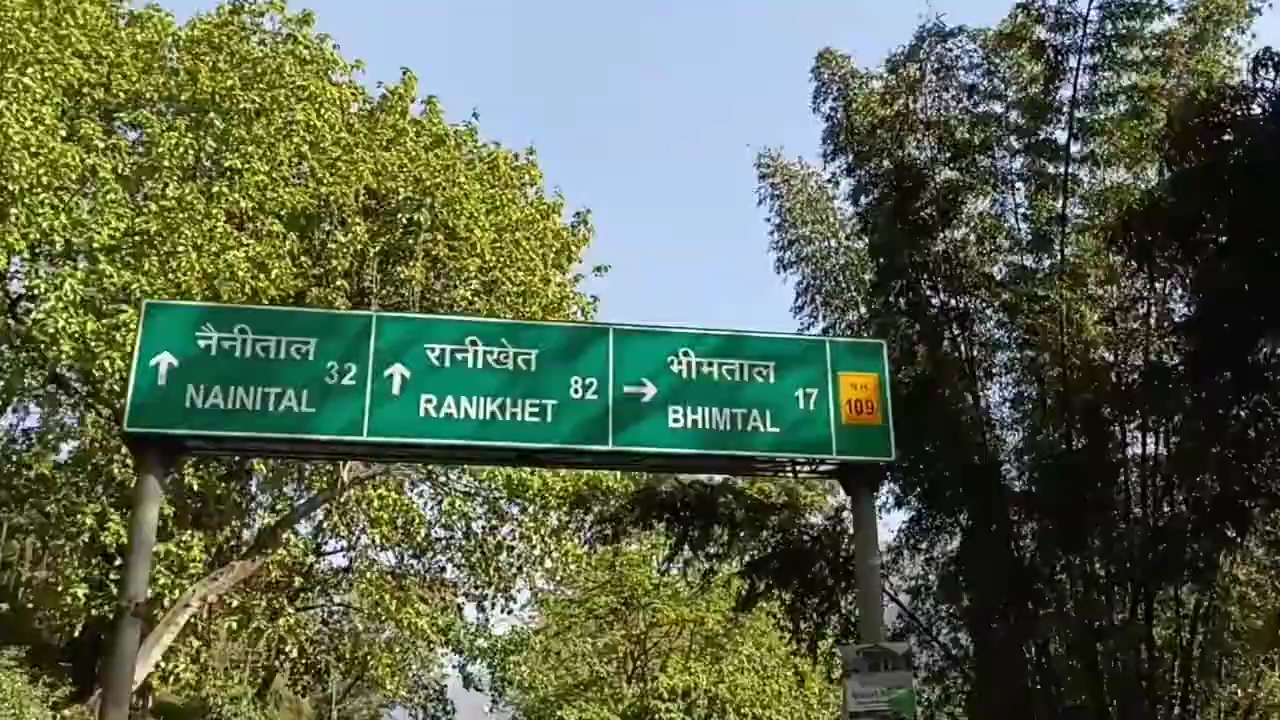 नैनीताल
32
NAINITAL
रानीखेत
82
RANIKHET
भीमताल
17
BHIMTAL
N.H.
109